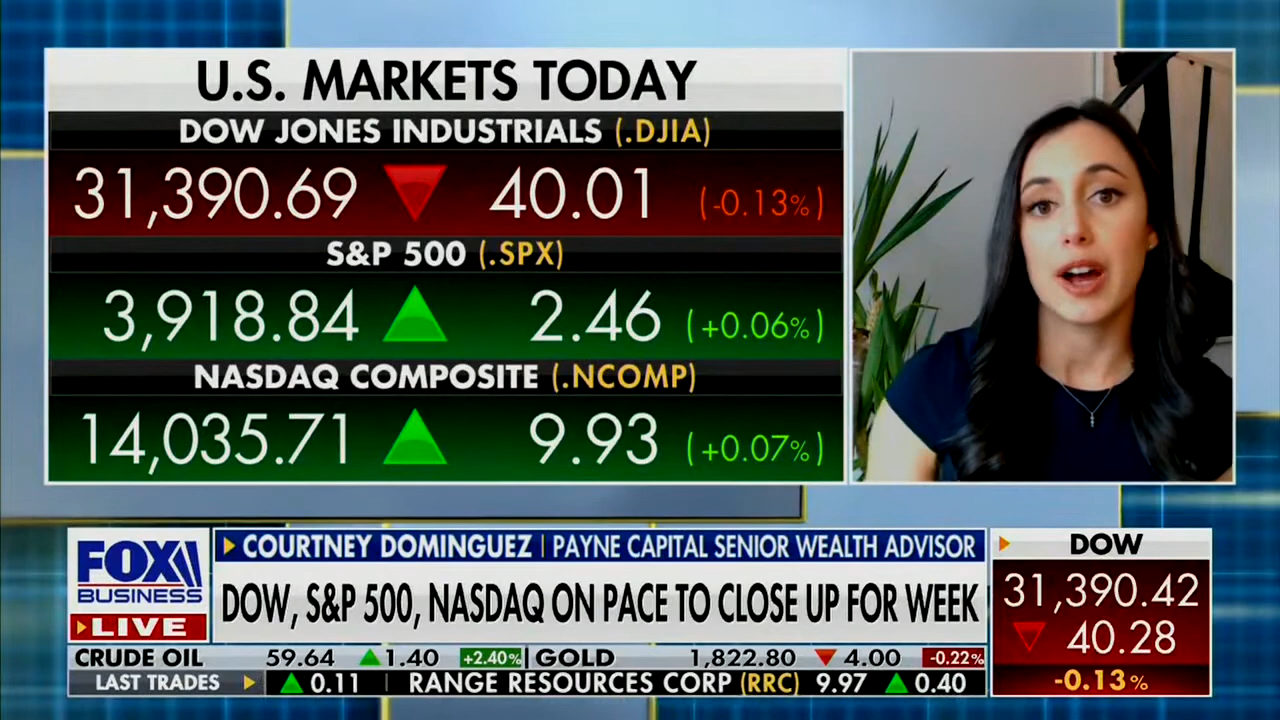 U.S. MARKETS TODAY
DOW JONES INDUSTRIALS (.DJIA)
31,390.69 40.01 (-0.13%)
S&P 500 (.SPX)
3,918.84 2.46 (+0.06%)
NASDAQ COMPOSITE (.NCOMP)
14,035.71 9.93 (+0.07%)
FOX BUSINESS
LIVE
COURTNEY DOMINGUEZ | PAYNE CAPITAL SENIOR WEALTH ADVISOR
DOW, S&P 500, NASDAQ ON PACE TO CLOSE UP FOR WEEK
DOW
31,390.42
40.28
-0.13%
CRUDE OIL 59.64 1.40 +2.40% GOLD 1,822.80 4.00 -0.22%
LAST TRADES 0.11 RANGE RESOURCES CORP (RRC) 9.97 0.40